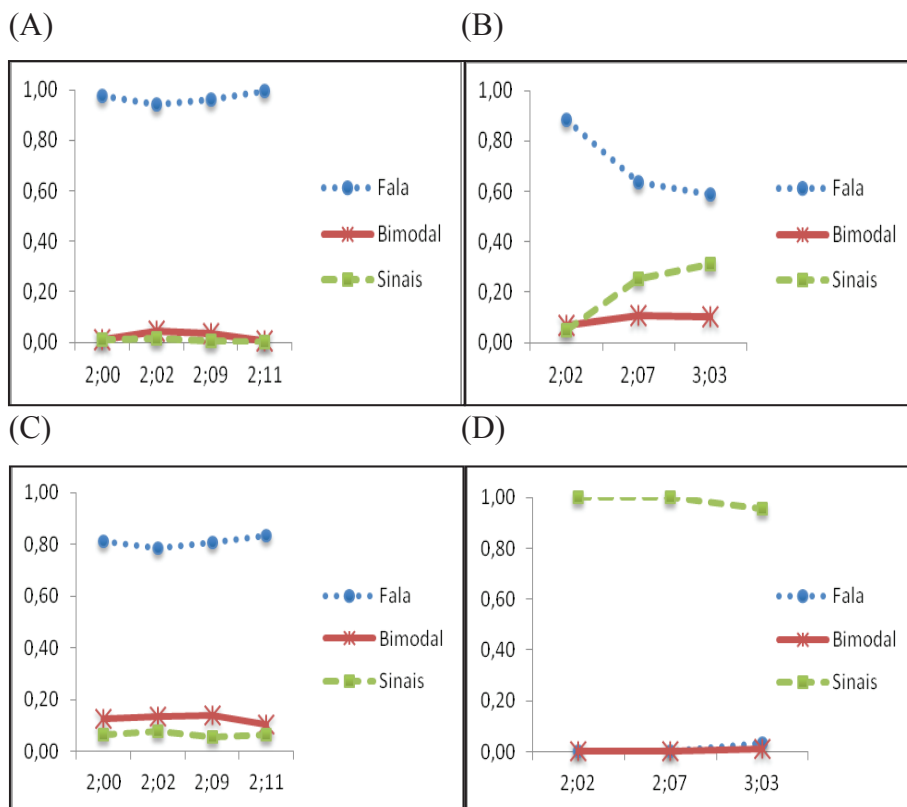 (A)
1,00
0,80
0,60
0,40
0,20
0,00
2;00 2;02 2;09 2;11
Fala
Bimodal
Sinais
(B)
1,00
0,80
0,60
0,40
0,20
0,00
2;02 2;07 3;03
Fala
Bimodal
Sinais
(C)
1,00
0,80
0,60
0,40
0,20
0,00
2;00 2;02 2;09 2;11
Fala
Bimodal
Sinais
(D)
1,00
0,80
0,60
0,40
0,20
0,00
2;02 2;07 3;03
Fala
Bimodal
Sinais